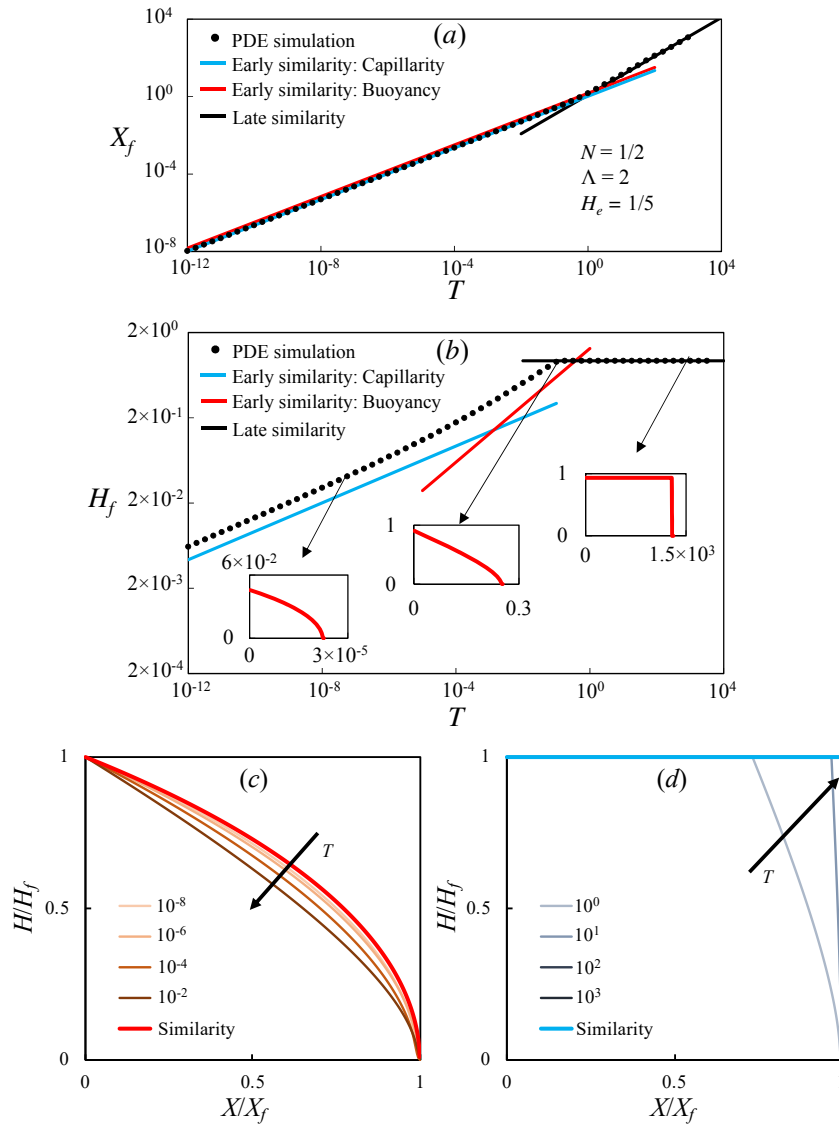 (a)
PDE simulation
Early similarity: Capillarity
Early similarity: Buoyancy
Late similarity
N = 1/2
Λ = 2
H_e = 1/5
X_f
10^4
10^0
10^-4
10^-8
10^-12
10^-8
10^-4
10^0
10^4
T
(b)
PDE simulation
Early similarity: Capillarity
Early similarity: Buoyancy
Late similarity
H_f
2×10^0
2×10^-1
2×10^-2
2×10^-3
2×10^-4
6×10^-2
0
0
3×10^-5
1
0
0
0.3
1
0
0
1.5×10^3
10^-12
10^-8
10^-4
10^0
10^4
T
(c)
T
10^-8
10^-6
10^-4
10^-2
Similarity
H/H_f
1
0.5
0
0
0.5
1
X/X_f
(d)
T
10^0
10^1
10^2
10^3
Similarity
H/H_f
1
0.5
0
0
0.5
X/X_f